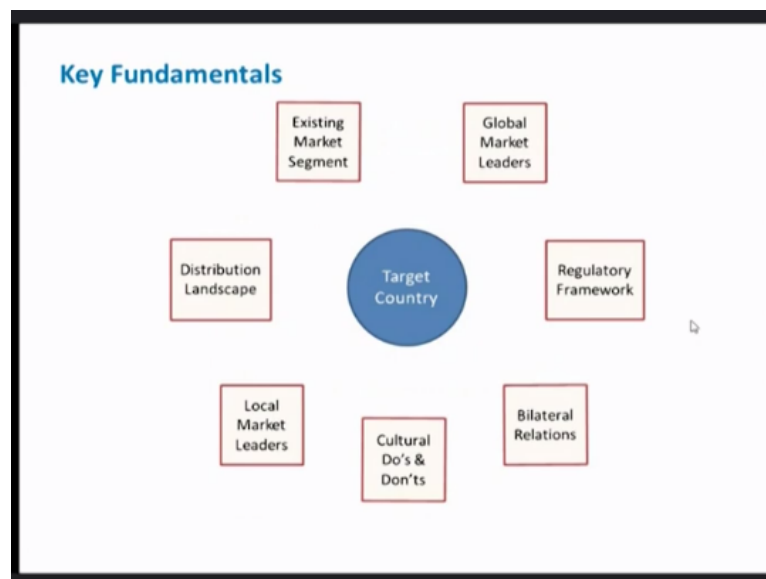 Key Fundamentals
Existing
Market
Segment
Global
Market
Leaders
Distribution
Landscape
Target
Country
Regulatory
Framework
Local
Market
Leaders
Cultural
Do's &
Don'ts
Bilateral
Relations